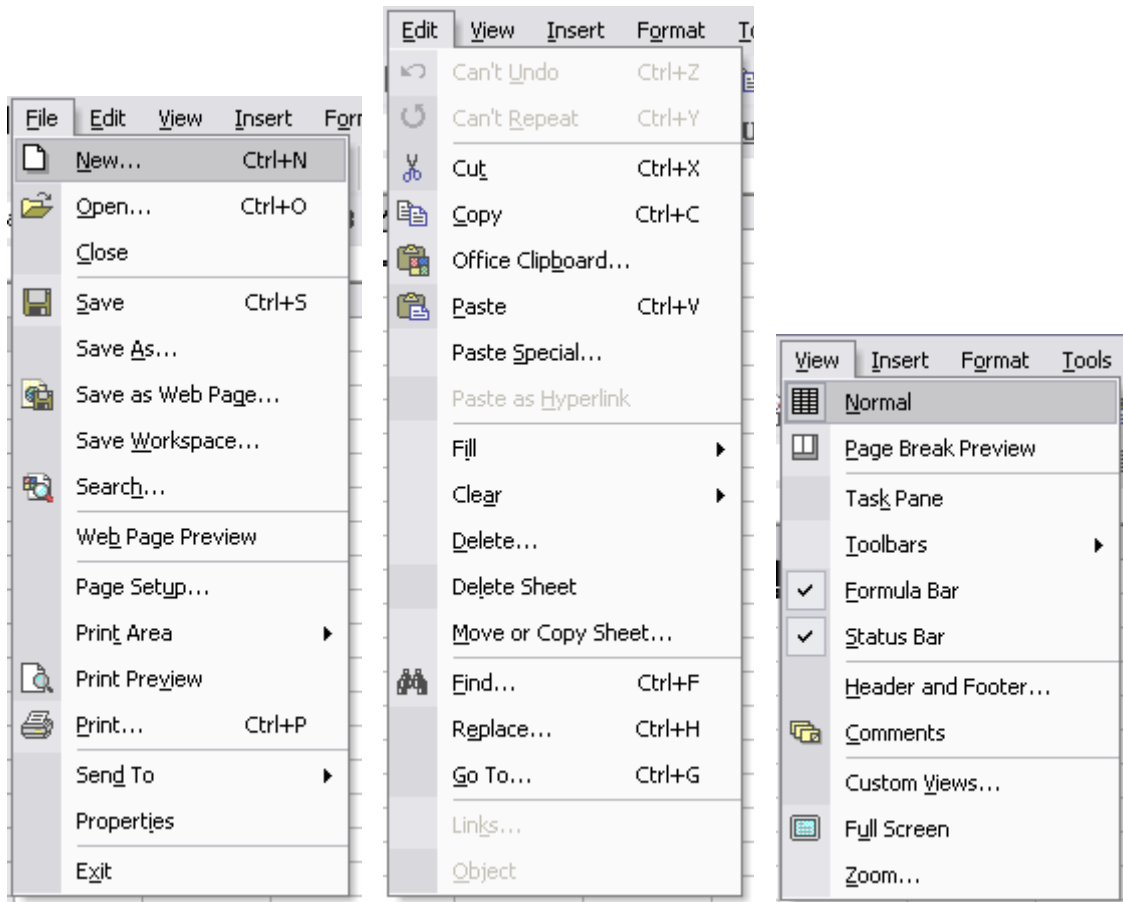 File Edit View Insert
New... Ctrl+N
Open... Ctrl+O
Close
Save Ctrl+S
Save As...
Save as Web Page...
Save Workspace...
Search...
Web Page Preview
Page Setup...
Print Area
Print Preview
Print... Ctrl+P
Send To
Properties
Exit
Edit View Insert Format
Can't Undo Ctrl+Z
Can't Repeat Ctrl+Y
Cut Ctrl+X
Copy Ctrl+C
Office Clipboard...
Paste Ctrl+V
Paste Special...
Paste as Hyperlink
Fill
Clear
Delete...
Delete Sheet
Move or Copy Sheet...
Find... Ctrl+F
Replace... Ctrl+H
Go To... Ctrl+G
Links...
Object
View Insert Format Tools
Normal
Page Break Preview
Task Pane
Toolbars
Formula Bar
Status Bar
Header and Footer...
Comments
Custom Views...
Full Screen
Zoom...